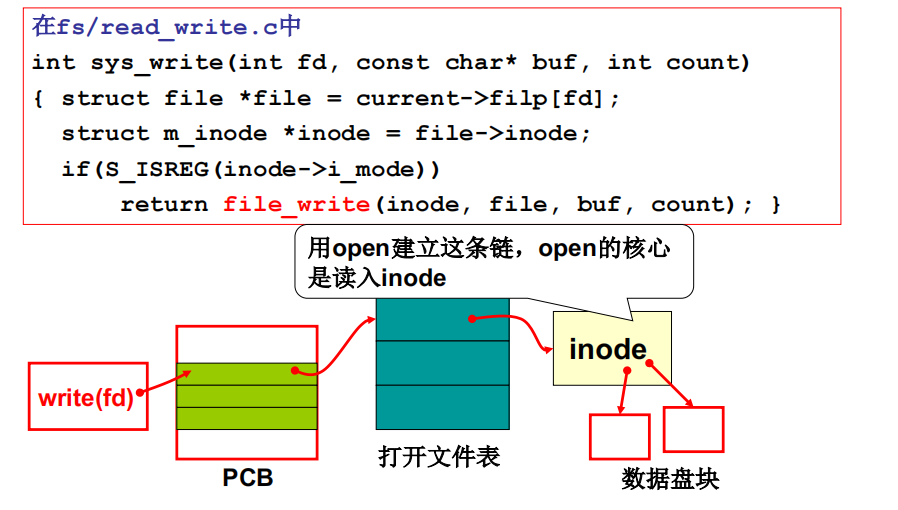 在fs/read_write.c中
int sys_write(int fd, const char* buf, int count)
{ struct file *file = current->filp[fd];
struct m_inode *inode = file->inode;
if(S_ISREG(inode->i_mode))
return file_write(inode, file, buf, count); }
用open建立这条链，open的核心
是读入inode
inode
write(fd)
打开文件表
PCB
数据盘块